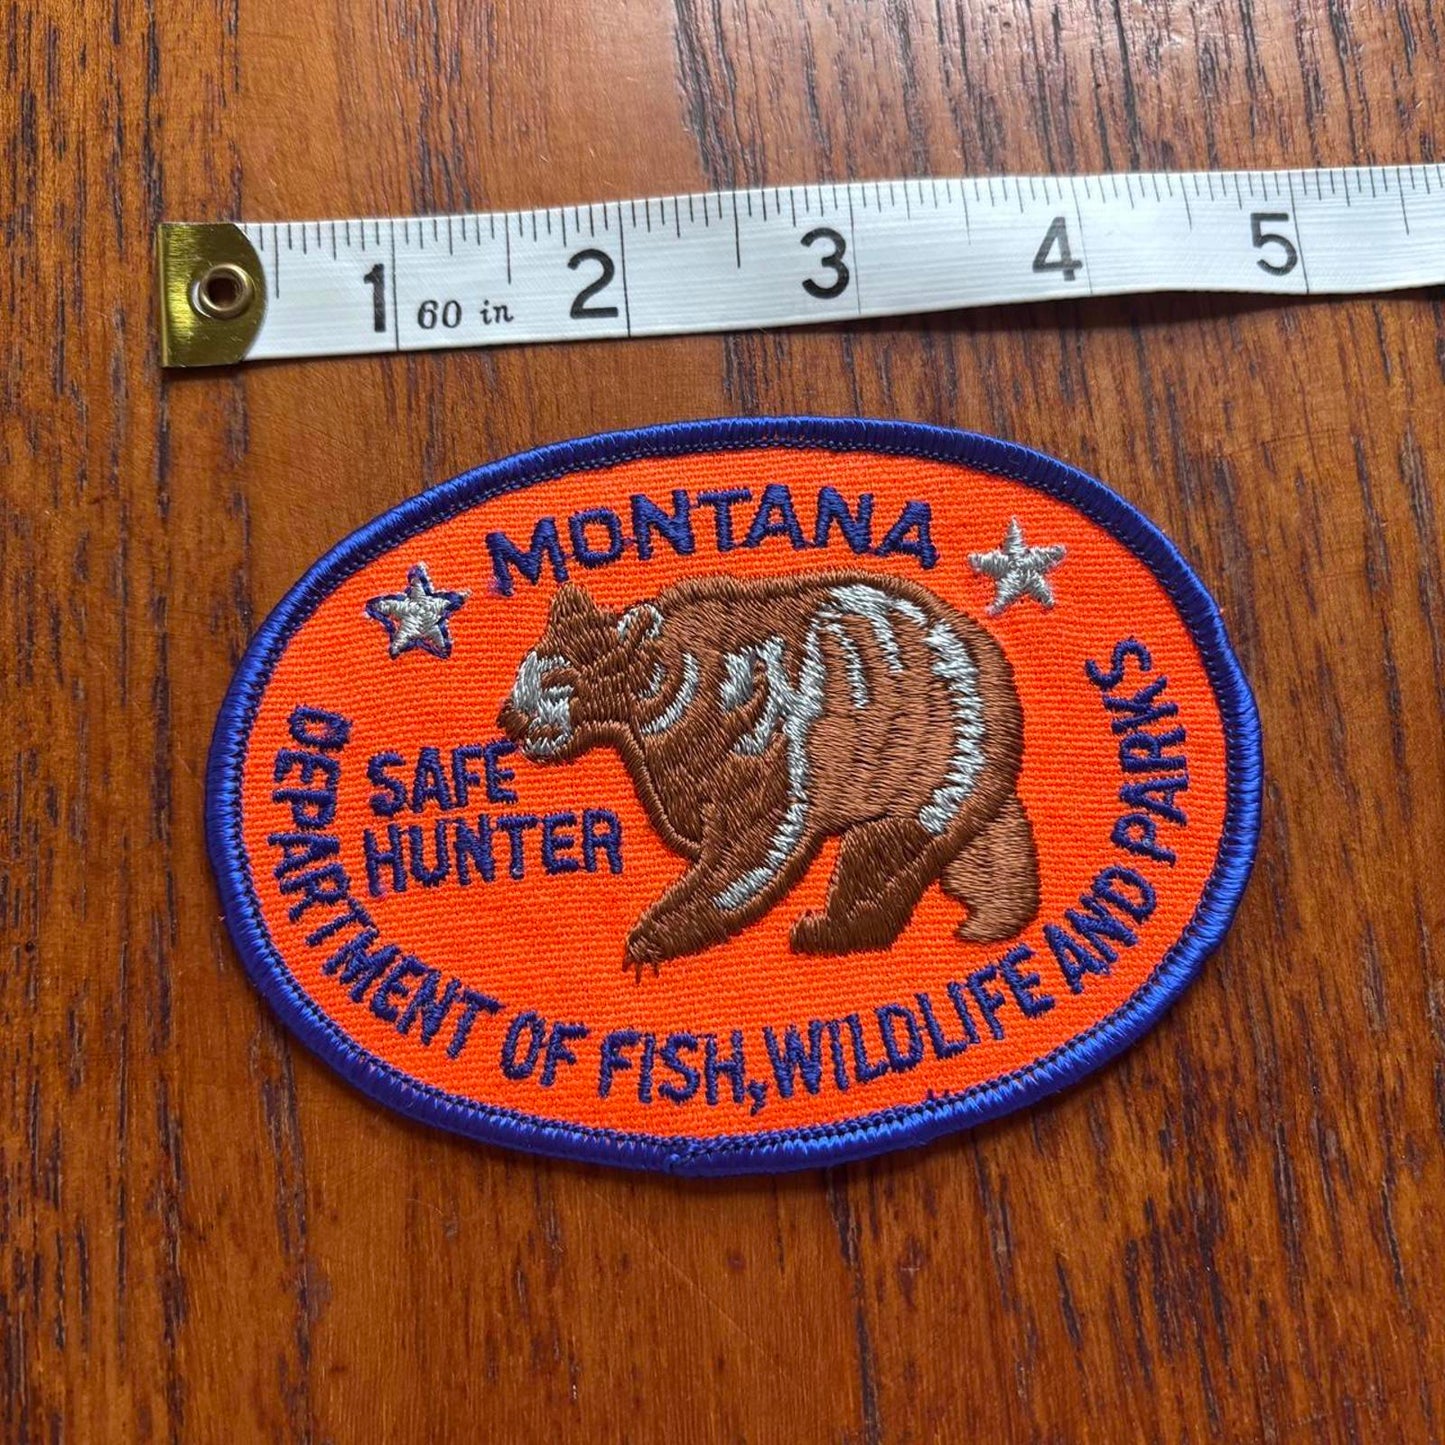 1 60 in 2 3 4 5
MONTANA
SAFE
HUNTER
DEPARTMENT OF FISH, WILDLIFE AND PARKS